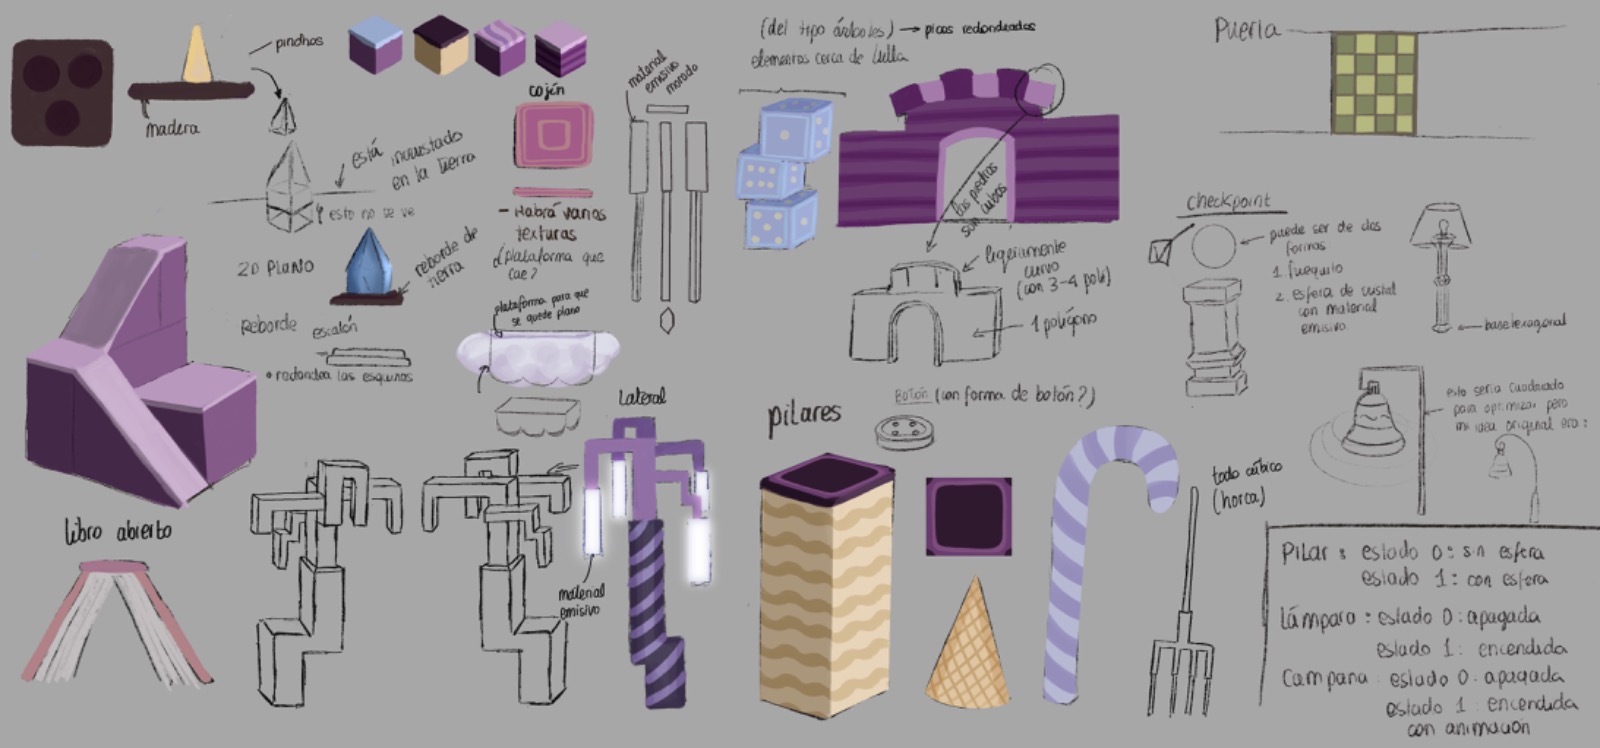 pinchos
madera
está
incrustado
en la tierra
esto no se ve
2D PLANO
reborde de
tierra
Reborde
escalón
• redondea las esquinas
libro abierto
cojín
- Habrá varias
texturas
¿plataforma que
cae?
plataforma para que
se quede plano
material
emisivo
morado
Lateral
material
emisivo
(del tipo árboles) → picos redondeados
elementos cerca de
las piedras
son cubos
ligeramente
curvo
(con 3-4 poli)
1 polígono
Botón (con forma de botón?)
pilares
todo cúbico
(horca)
Puerta
checkpoint
puede ser de dos
formas
1. fueguito
2. esfera de cristal
con material
emisivo
base hexagonal
esto sería cuadrado
para optimizar pero
mi idea original era:
Pilar: estado 0: sin esfera
estado 1: con esfera
Lámpara: estado 0: apagada
estado 1: encendida
Campana: estado 0: apagada
estado 1: encendida
con animación